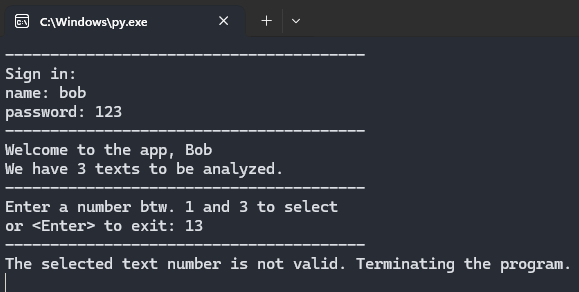 C:\Windows\py.exe
----------------------------------------
Sign in:
name: bob
password: 123
----------------------------------------
Welcome to the app, Bob
We have 3 texts to be analyzed.
----------------------------------------
Enter a number btw. 1 and 3 to select
or <Enter> to exit: 13
----------------------------------------
The selected text number is not valid. Terminating the program.